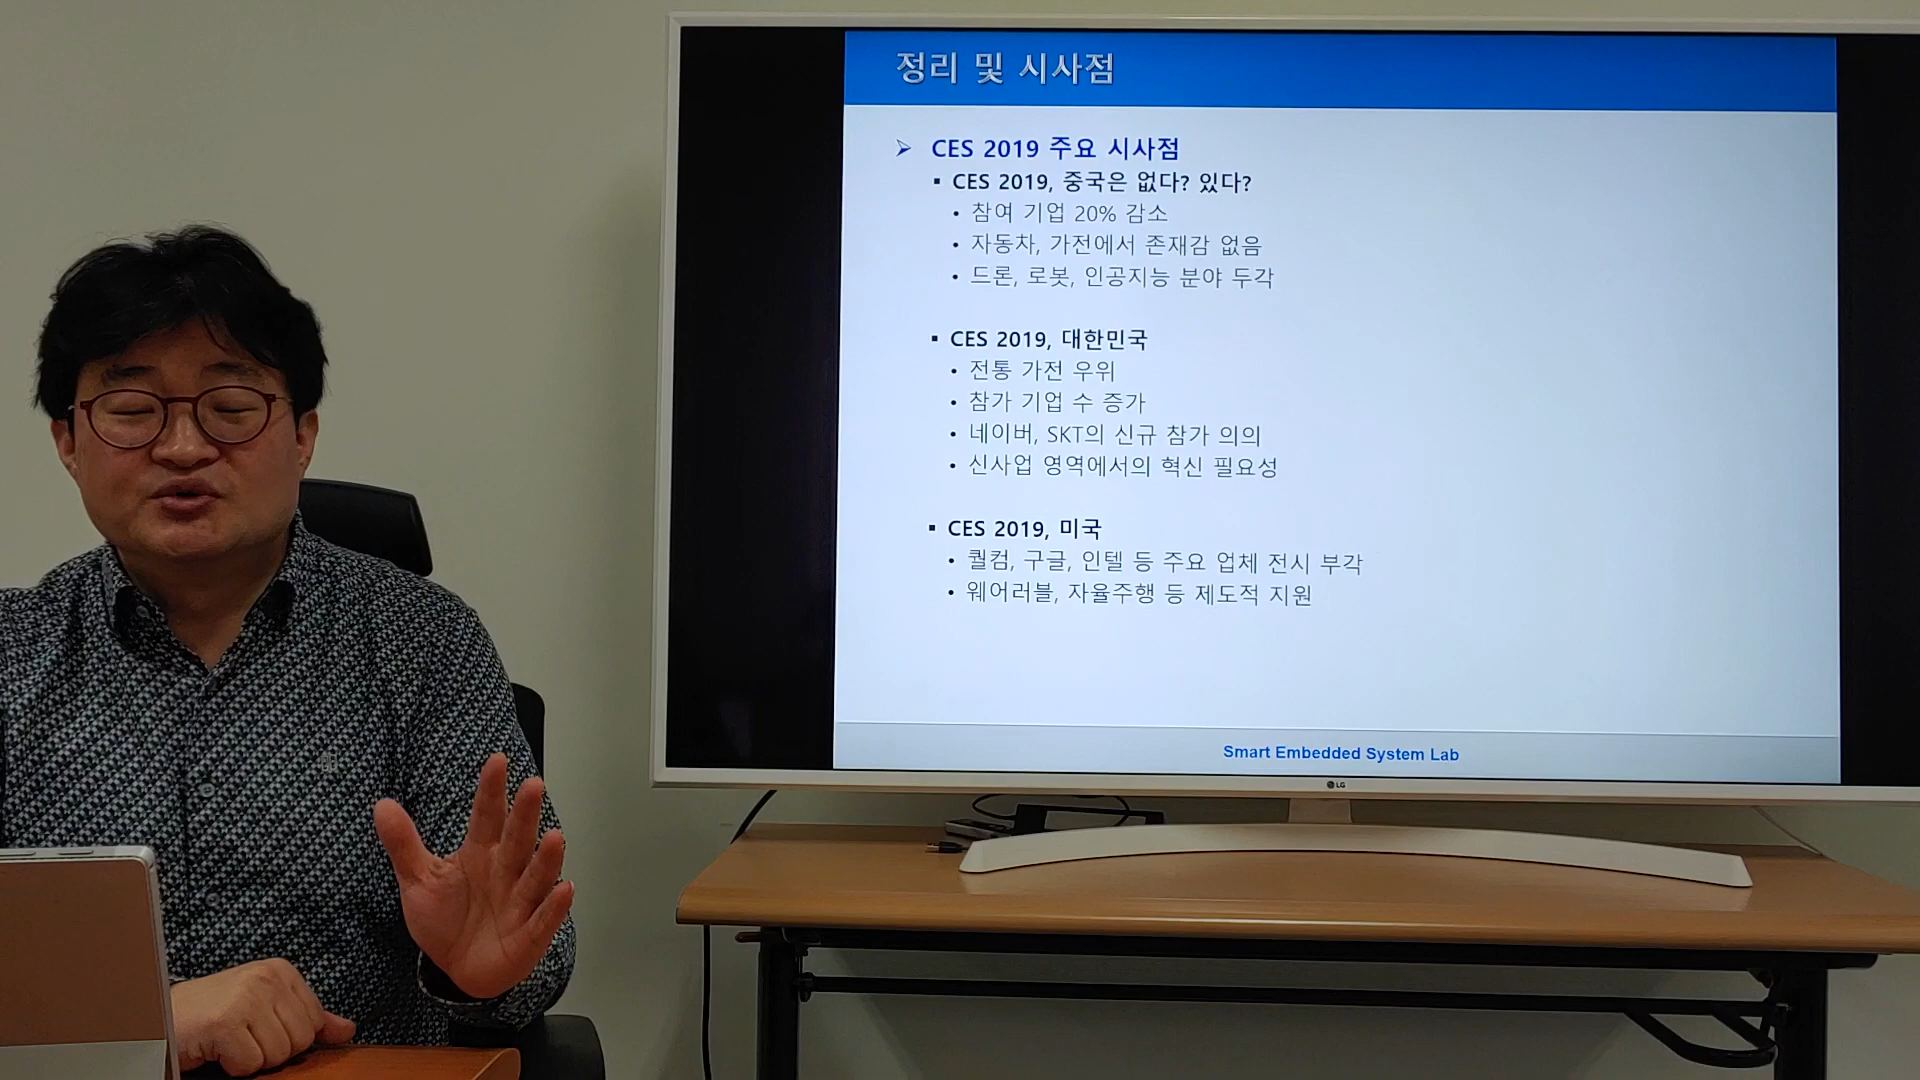 정리 및 시사점
➢ CES 2019 주요 시사점
▪ CES 2019, 중국은 없다? 있다?
• 참여 기업 20% 감소
• 자동차, 가전에서 존재감 없음
• 드론, 로봇, 인공지능 분야 두각
▪ CES 2019, 대한민국
• 전통 가전 우위
• 참가 기업 수 증가
• 네이버, SKT의 신규 참가 의의
• 신사업 영역에서의 혁신 필요성
▪ CES 2019, 미국
• 퀄컴, 구글, 인텔 등 주요 업체 전시 부각
• 웨어러블, 자율주행 등 제도적 지원
Smart Embedded System Lab
LG